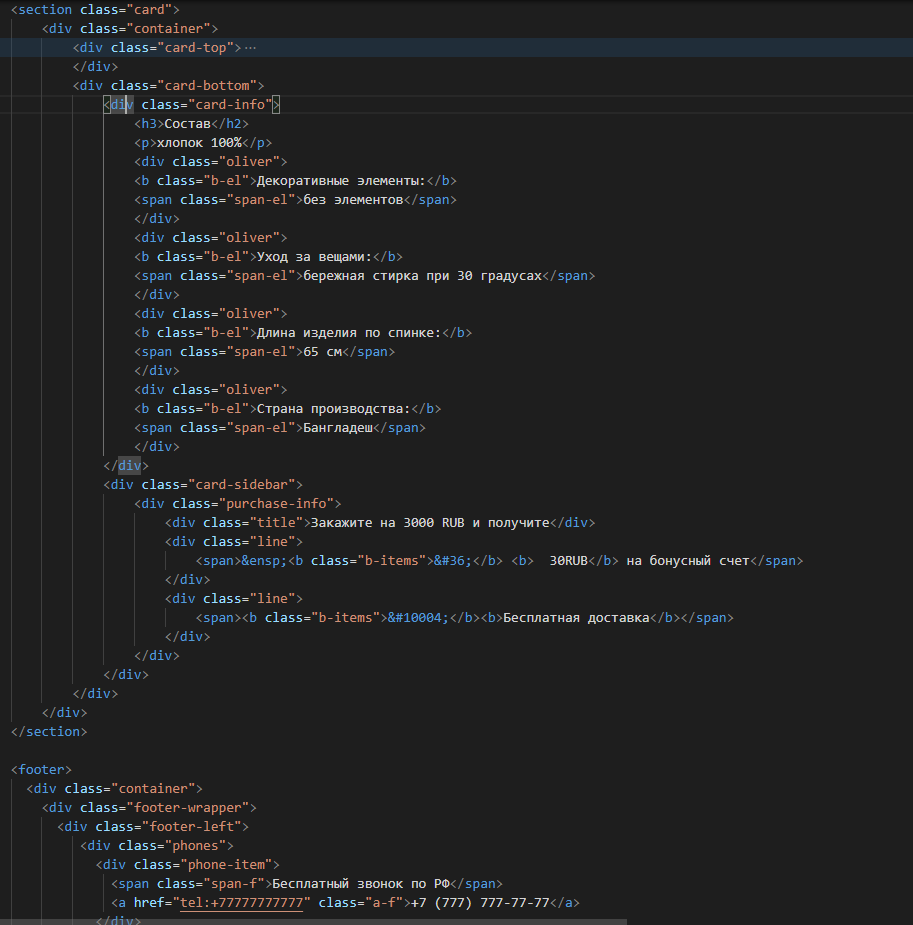 <section class="card">
<div class="container">
<div class="card-top">···
</div>
<div class="card-bottom">
<div class="card-info">
<h3>Состав</h2>
<p>хлопок 100%</p>
<div class="oliver">
<b class="b-el">Декоративные элементы:</b>
<span class="span-el">без элементов</span>
</div>
<div class="oliver">
<b class="b-el">Уход за вещами:</b>
<span class="span-el">бережная стирка при 30 градусах</span>
</div>
<div class="oliver">
<b class="b-el">Длина изделия по спинке:</b>
<span class="span-el">65 см</span>
</div>
<div class="oliver">
<b class="b-el">Страна производства:</b>
<span class="span-el">Бангладеш</span>
</div>
</div>
<div class="card-sidebar">
<div class="purchase-info">
<div class="title">Закажите на 3000 RUB и получите</div>
<div class="line">
<span>&ensp;<b class="b-items">&#36;</b> <b>  30RUB</b> на бонусный счет</span>
</div>
<div class="line">
<span><b class="b-items">&#10004;</b><b>Бесплатная доставка</b></span>
</div>
</div>
</div>
</div>
</div>
</section>
<footer>
<div class="container">
<div class="footer-wrapper">
<div class="footer-left">
<div class="phones">
<div class="phone-item">
<span class="span-f">Бесплатный звонок по РФ</span>
<a href="tel:+77777777777" class="a-f">+7 (777) 777-77-77</a>
</div>